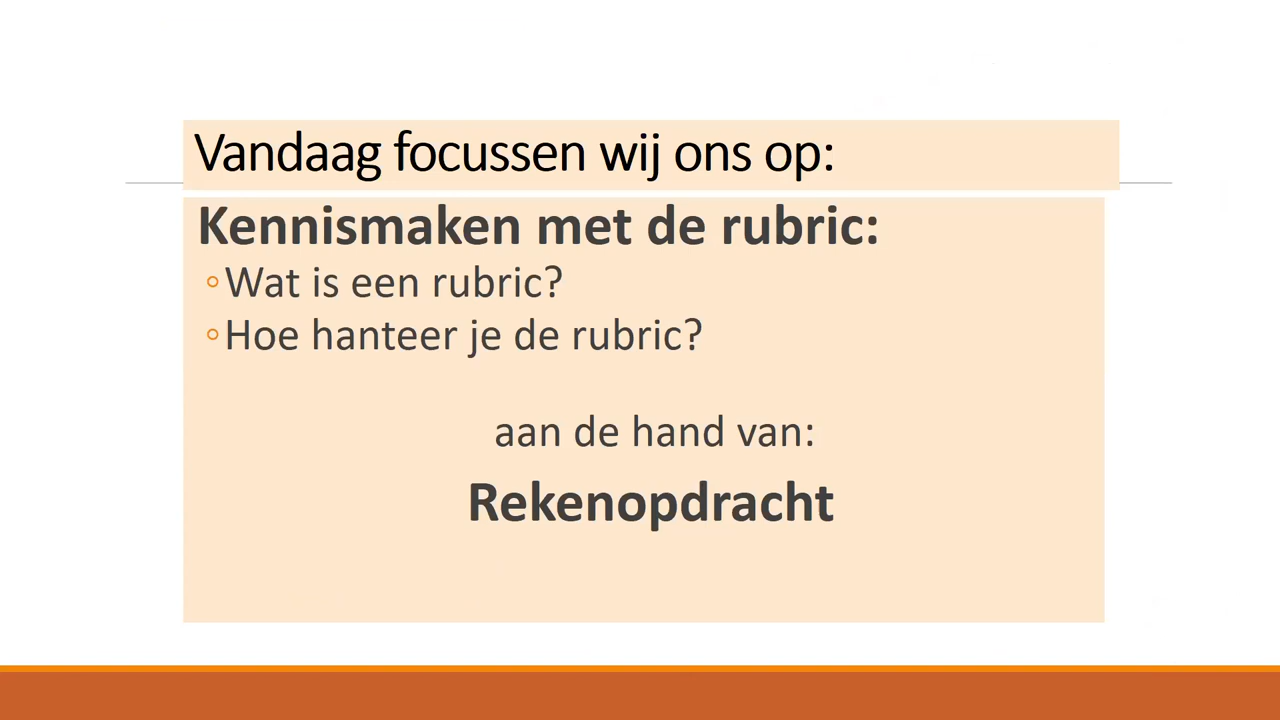 Vandaag focussen wij ons op:
Kennismaken met de rubric:
◦Wat is een rubric?
◦Hoe hanteer je de rubric?
aan de hand van:
Rekenopdracht